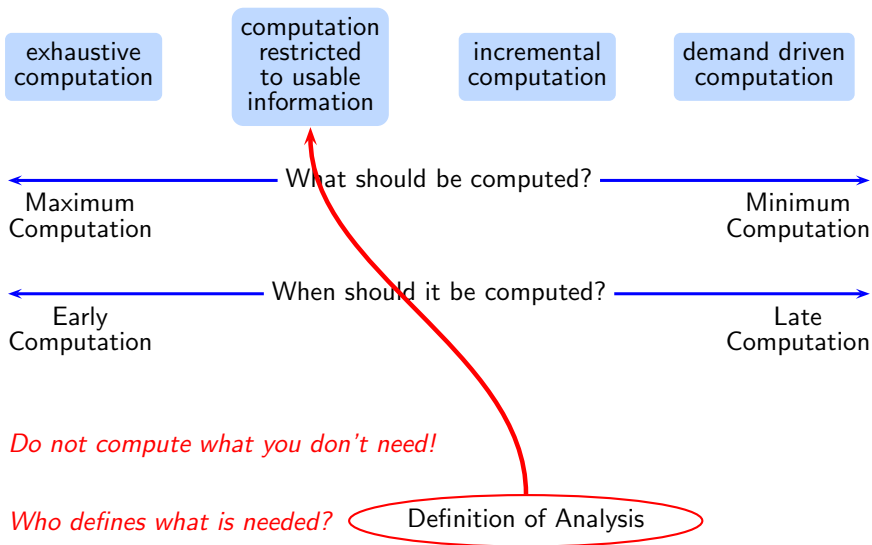 exhaustive
computation
computation
restricted
to usable
information
incremental
computation
demand driven
computation
What should be computed?
Maximum
Computation
Minimum
Computation
When should it be computed?
Early
Computation
Late
Computation
Do not compute what you don't need!
Who defines what is needed?
Definition of Analysis